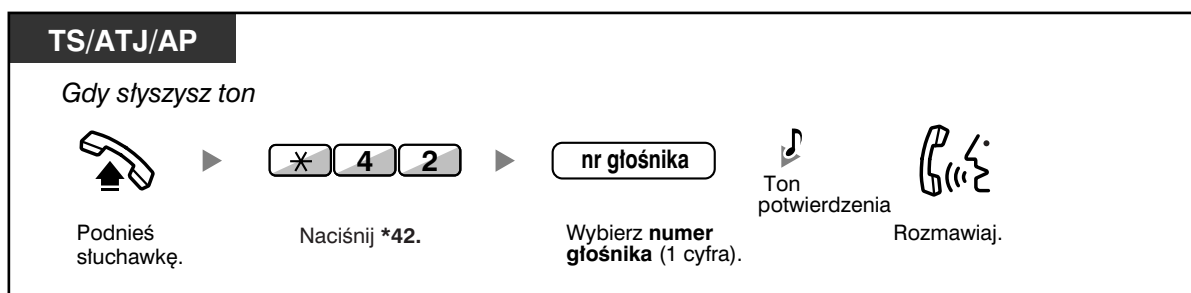 TS/ATJ/AP
Gdy słyszysz ton
4 2
nr głośnika
Ton
potwierdzenia
Podnieś
słuchawkę.
Naciśnij *42.
Wybierz numer
głośnika (1 cyfra).
Rozmawiaj.